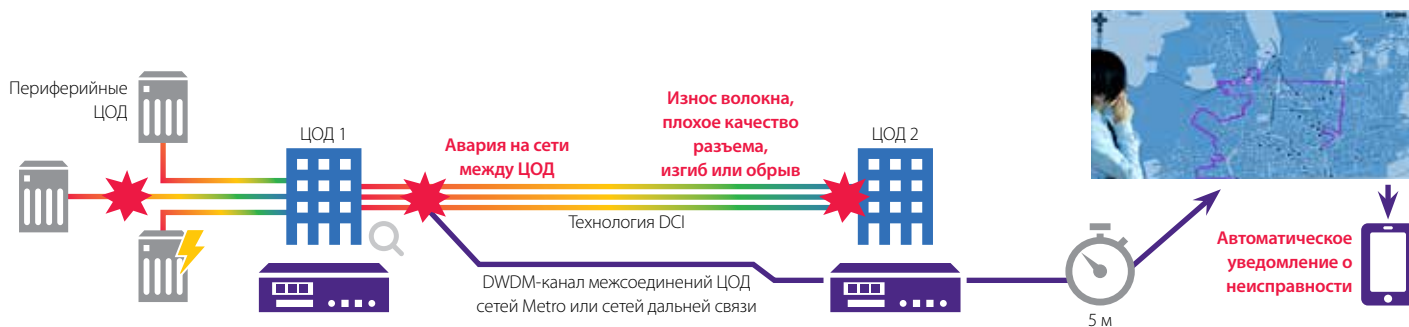 Периферийные
ЦОД
ЦОД 1
Авария на сети
между ЦОД
Износ волокна,
плохое качество
разъема,
изгиб или обрыв
ЦОД 2
Технология DCI
DWDM-канал межсоединений ЦОД
сетей Metro или сетей дальней связи
5 м
Автоматическое
уведомление о
неисправности